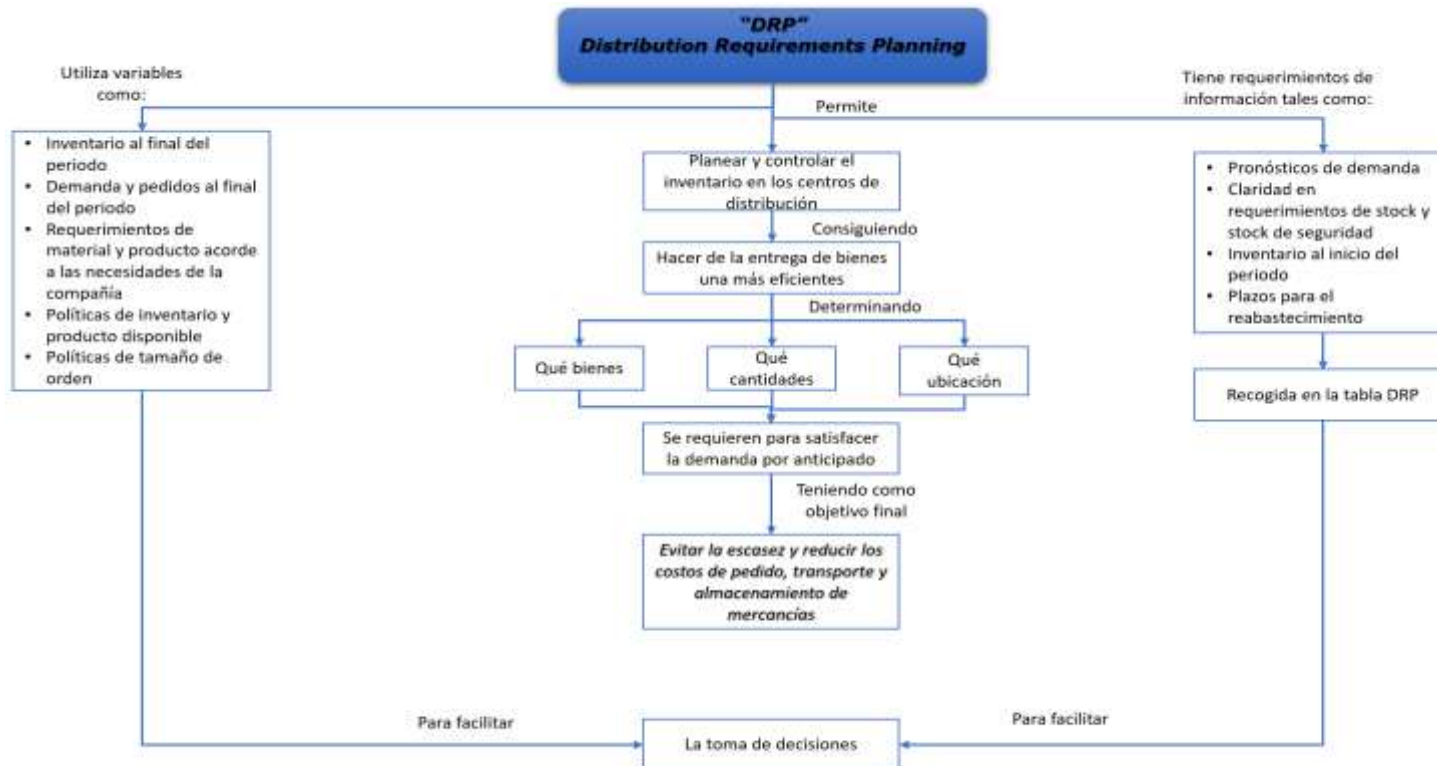 "DRP"
Distribution Requirements Planning
Utiliza variables
como:
• Inventario al final del
periodo
• Demanda y pedidos al final
del periodo
• Requerimientos de
material y producto acorde
a las necesidades de la
compañía
• Políticas de inventario y
producto disponible
• Políticas de tamaño de
orden
Permite
Planear y controlar el
inventario en los centros de
distribución
Consiguiendo
Hacer de la entrega de bienes
una más eficientes
Determinando
Qué bienes
Qué
cantidades
Qué
ubicación
Se requieren para satisfacer
la demanda por anticipado
Teniendo como
objetivo final
Evitar la escasez y reducir los
costos de pedido, transporte y
almacenamiento de
mercancías
Tiene requerimientos de
información tales como:
• Pronósticos de demanda
• Claridad en
requerimientos de stock y
stock de seguridad
• Inventario al inicio del
periodo
• Plazos para el
reabastecimiento
Recogida en la tabla DRP
Para facilitar
Para facilitar
La toma de decisiones